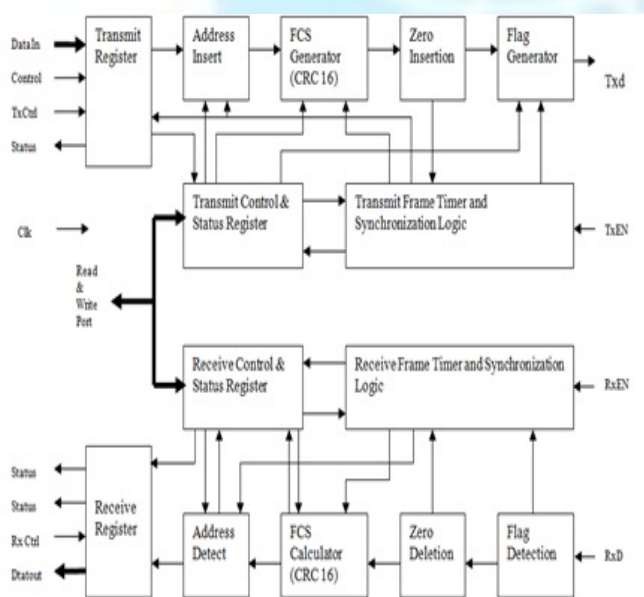 DataIn
Control
TxCtrl
Status
Transmit
Register
Address
Insert
FCS
Generator
(CRC 16)
Zero
Insertion
Flag
Generator
Txd
Transmit Control &
Status Register
Transmit Frame Timer and
Synchronization Logic
TxEN
Clk
Read
&
Write
Port
Receive Control &
Status Register
Receive Frame Timer and Synchronization
Logic
RxEN
Status
Status
Rx Ctrl
Dtatout
Receive
Register
Address
Detect
FCS
Calculator
(CRC 16)
Zero
Deletion
Flag
Detection
RxD